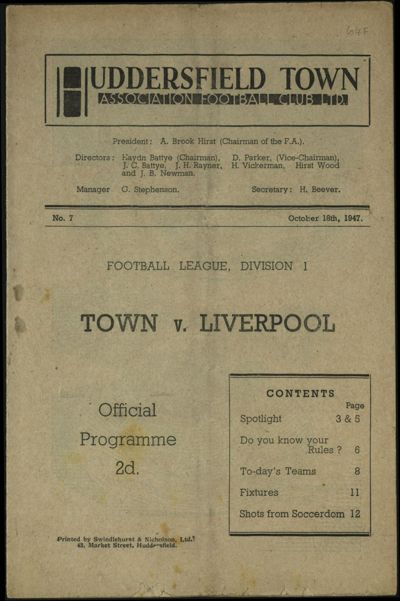 HUDDERSFIELD TOWN
ASSOCIATION FOOTBALL CLUB LTD.
President: A. Brook Hirst (Chairman of the F.A.).
Directors: Haydn Battye (Chairman), D. Parker, (Vice-Chairman),
J. C. Battye, J. H. Rayner, H. Vickerman, Hirst Wood
and J. B. Newman.
Manager G. Stephenson. Secretary: H. Beever.
No. 7 October 18th, 1947.
FOOTBALL LEAGUE, DIVISION 1
TOWN v. LIVERPOOL
Official
Programme
2d.
CONTENTS
Page
Spotlight 3 & 5
Do you know your
Rules ? 6
To-day's Teams 8
Fixtures 11
Shots from Soccerdom 12
Printed by Swindlehurst & Nicholson, Ltd.
63, Market Street, Huddersfield.